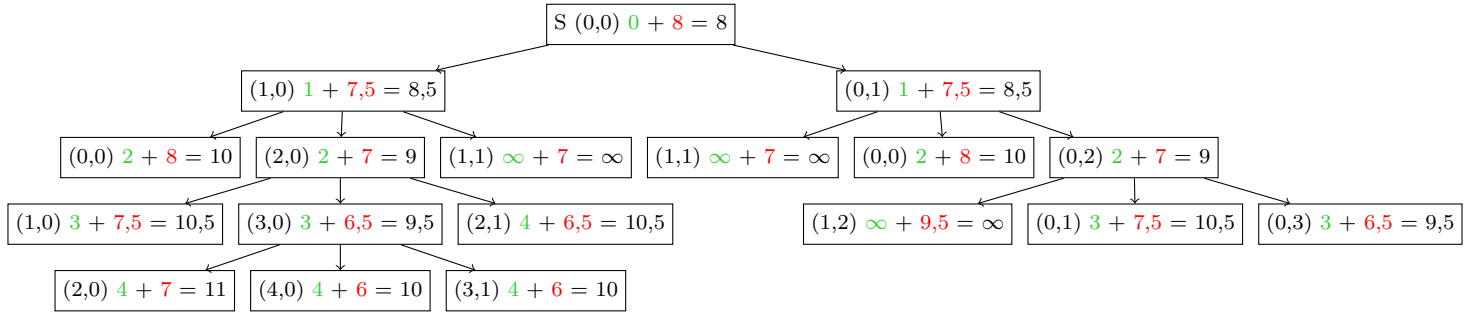 S (0,0) 0 + 8 = 8
(1,0) 1 + 7,5 = 8,5
(0,1) 1 + 7,5 = 8,5
(0,0) 2 + 8 = 10
(2,0) 2 + 7 = 9
(1,1) ∞ + 7 = ∞
(1,1) ∞ + 7 = ∞
(0,0) 2 + 8 = 10
(0,2) 2 + 7 = 9
(1,0) 3 + 7,5 = 10,5
(3,0) 3 + 6,5 = 9,5
(2,1) 4 + 6,5 = 10,5
(1,2) ∞ + 9,5 = ∞
(0,1) 3 + 7,5 = 10,5
(0,3) 3 + 6,5 = 9,5
(2,0) 4 + 7 = 11
(4,0) 4 + 6 = 10
(3,1) 4 + 6 = 10